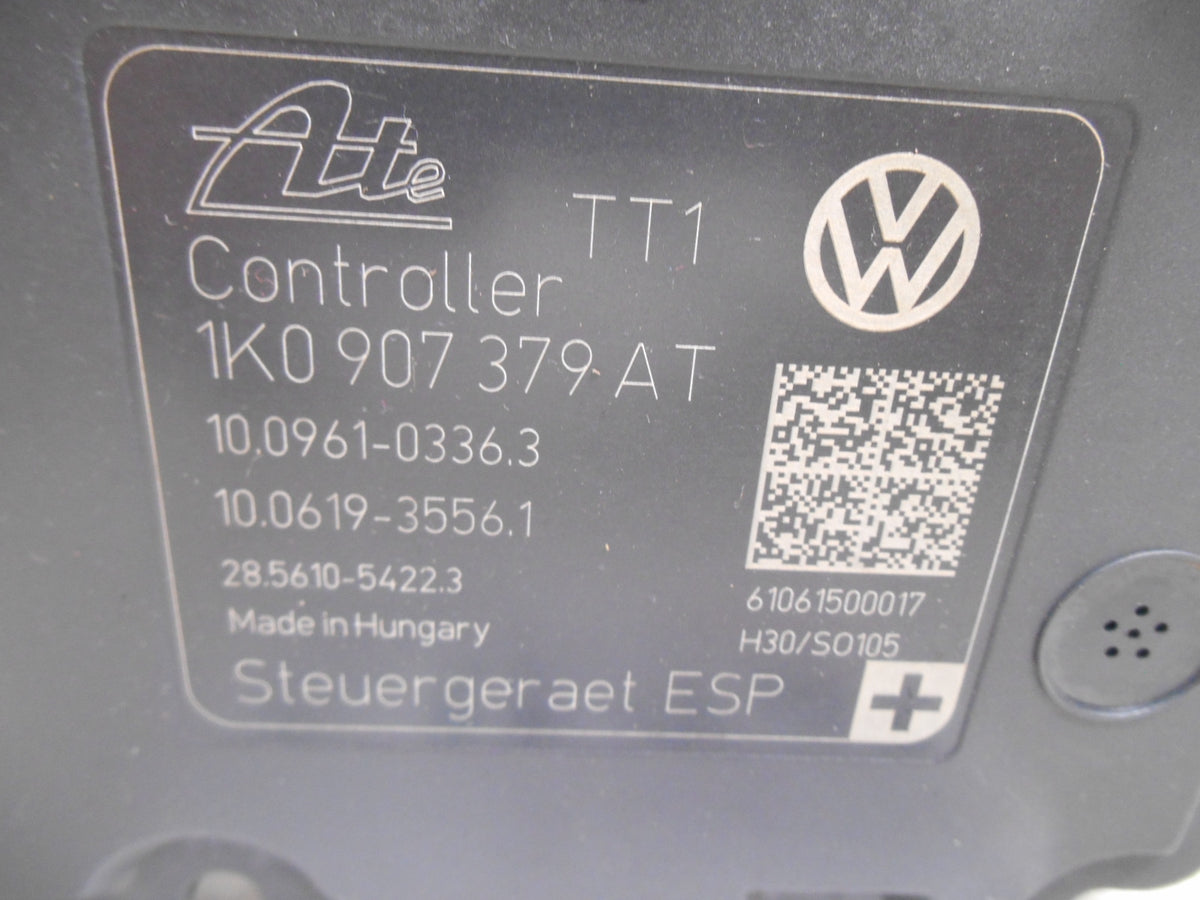 Ate
TT1
Controller
1K0 907 379 AT
10.0961-0336.3
10.0619-3556.1
28.5610-5422.3
Made in Hungary
61061500017
H30/SO105
Steuergeraet ESP